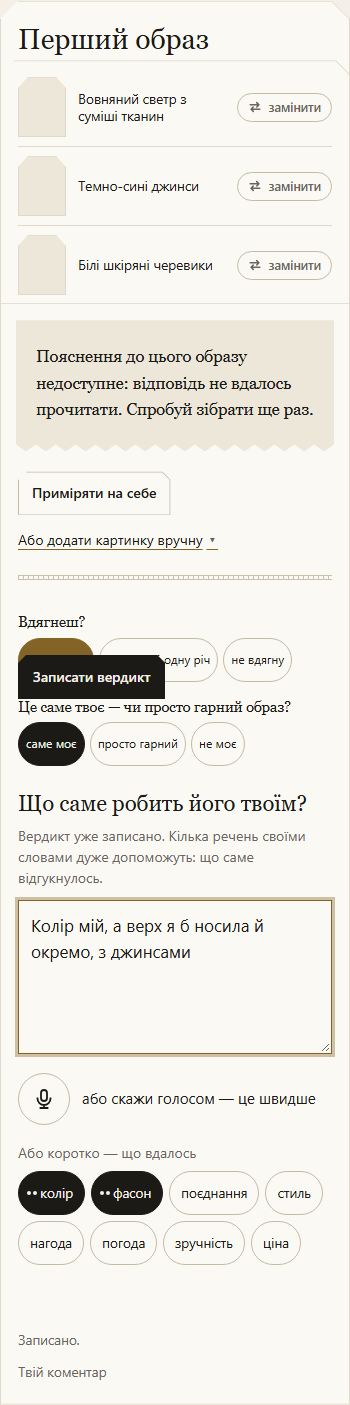 Перший образ
Вовняний светр з
суміші тканин
замінити
Темно-сині джинси
замінити
Білі шкіряні черевики
замінити
Пояснення до цього образу
недоступне: відповідь не вдалось
прочитати. Спробуй зібрати ще раз.
Приміряти на себе
Або додати картинку вручну
Вдягнеш?
одну річ
не вдягну
Записати вердикт
Це саме твоє — чи просто гарний образ?
саме моє
просто гарний
не моє
Що саме робить його твоїм?
Вердикт уже записано. Кілька речень своїми
словами дуже допоможуть: що саме
відгукнулось.
Колір мій, а верх я б носила й
окремо, з джинсами
або скажи голосом — це швидше
Або коротко — що вдалось
колір
фасон
поєднання
стиль
нагода
погода
зручність
ціна
Записано.
Твій коментар